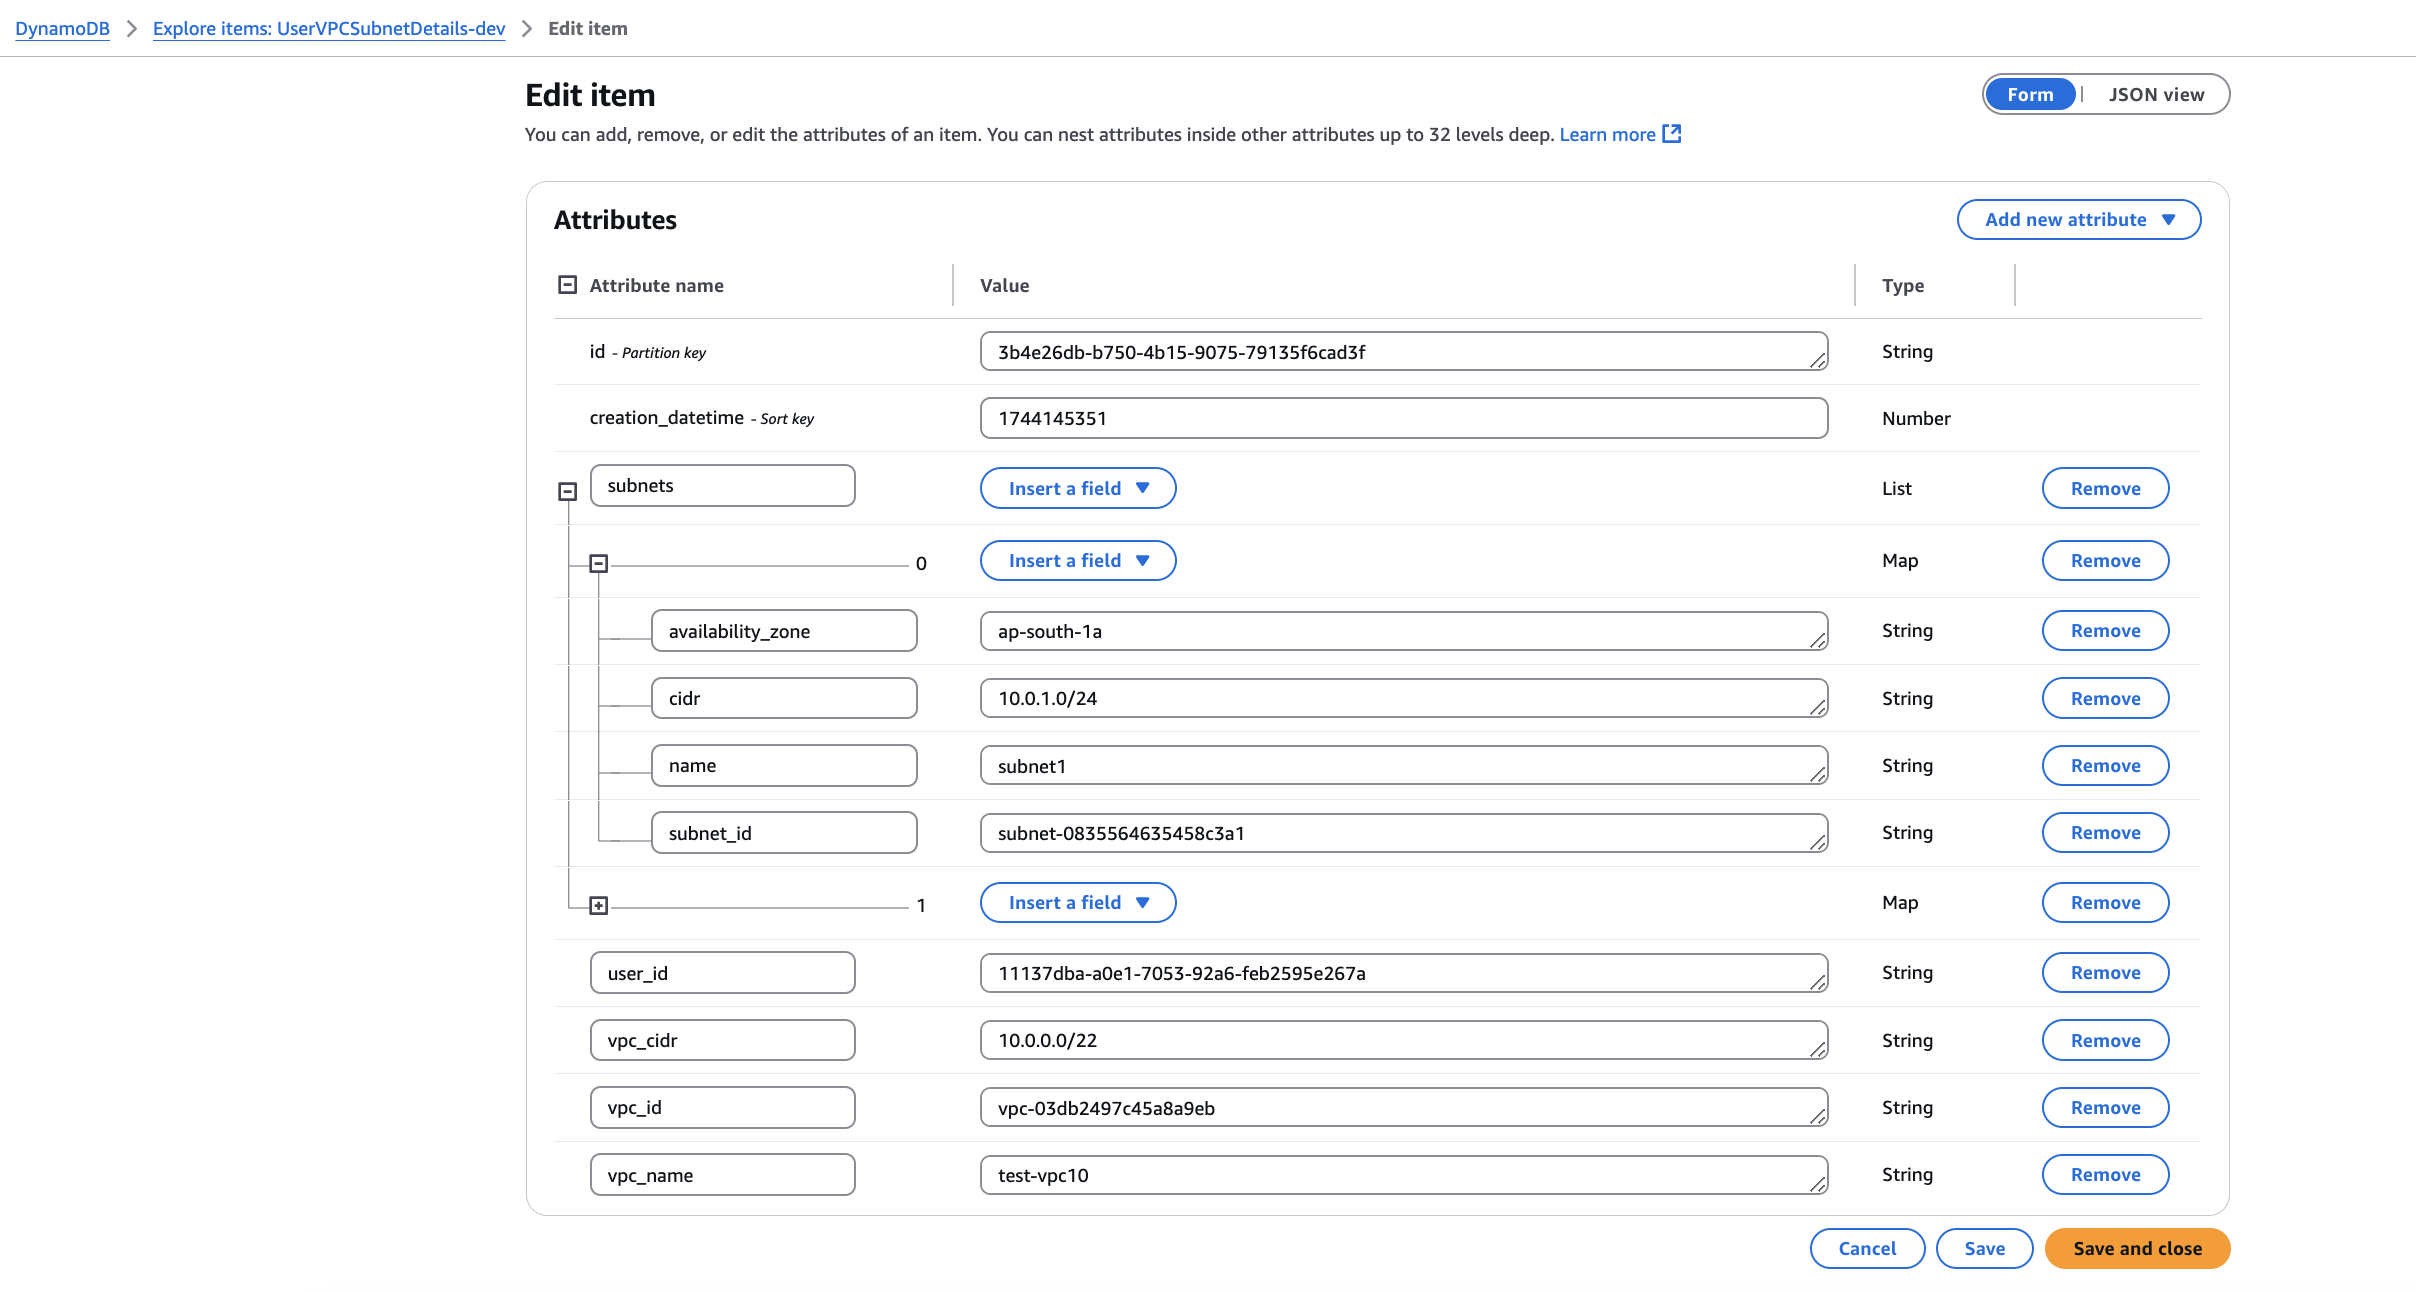 DynamoDB > Explore items: UserVPCSubnetDetails-dev > Edit item
Edit item
Form | JSON view
You can add, remove, or edit the attributes of an item. You can nest attributes inside other attributes up to 32 levels deep. Learn more
Attributes
Add new attribute
Attribute name Value Type
id - Partition key 3b4e26db-b750-4b15-9075-79135f6cad3f String
creation_datetime - Sort key 1744145351 Number
subnets Insert a field List Remove
0 Insert a field Map Remove
availability_zone ap-south-1a String Remove
cidr 10.0.1.0/24 String Remove
name subnet1 String Remove
subnet_id subnet-0835564635458c3a1 String Remove
1 Insert a field Map Remove
user_id 11137dba-a0e1-7053-92a6-feb2595e267a String Remove
vpc_cidr 10.0.0.0/22 String Remove
vpc_id vpc-03db2497c45a8a9eb String Remove
vpc_name test-vpc10 String Remove
Cancel Save Save and close